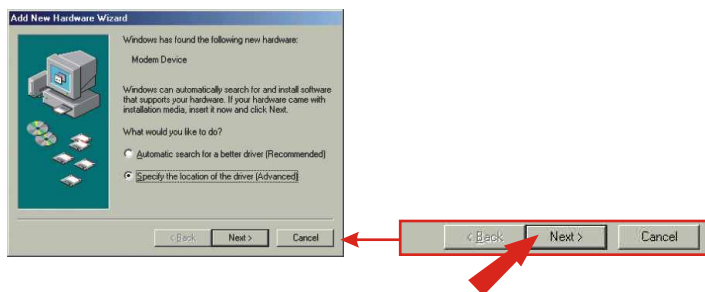 Add New Hardware Wizard
Windows has found the following new hardware:
Modem Device
Windows can automatically search for and install software
that supports your hardware. If your hardware came with
installation media, insert it now and click Next.
What would you like to do?
Automatic search for a better driver (Recommended)
Specify the location of the driver (Advanced)
< Back Next > Cancel
< Back Next > Cancel